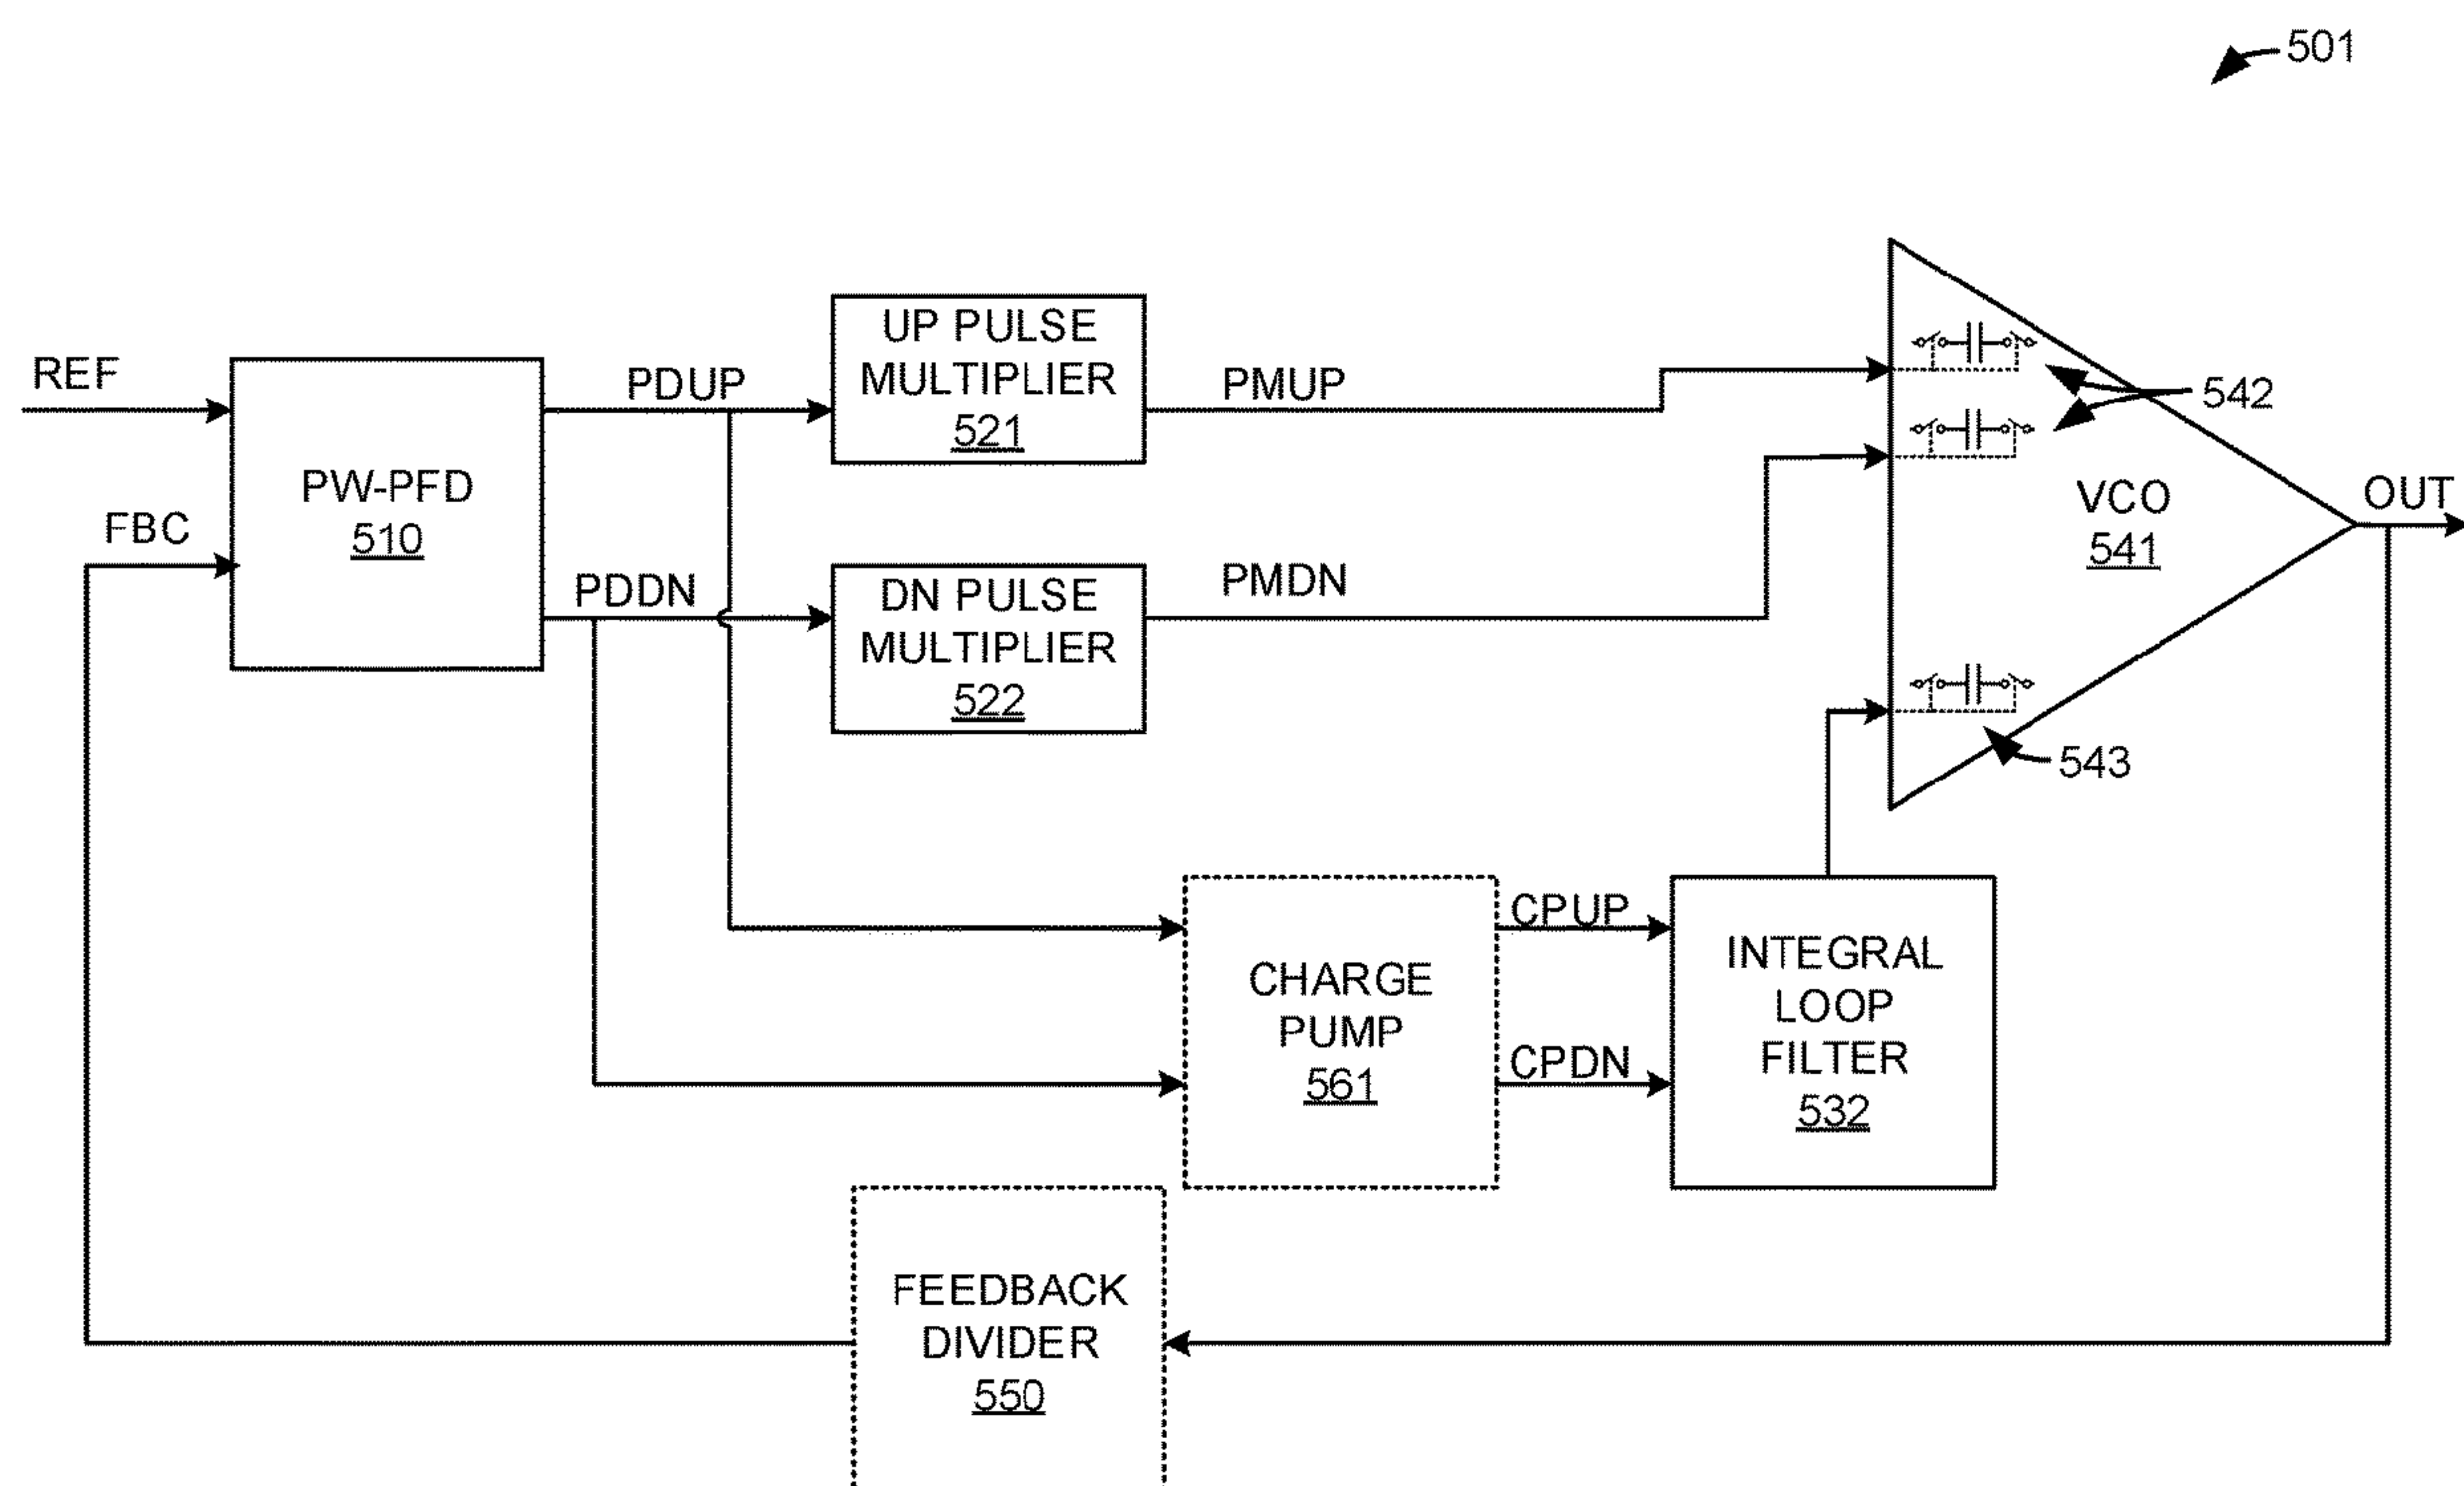 501
REF
FBC
PW-PFD
510
PDUP
PDDN
UP PULSE
MULTIPLIER
521
DN PULSE
MULTIPLIER
522
PMUP
PMDN
542
VCO
541
543
OUT
CHARGE
PUMP
561
CPUP
CPDN
INTEGRAL
LOOP
FILTER
532
FEEDBACK
DIVIDER
550